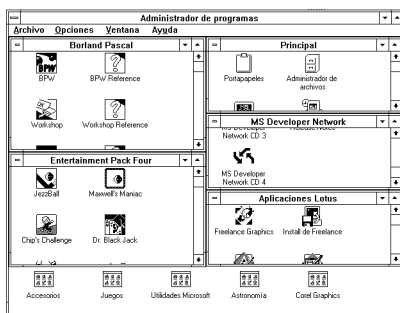 Administrador de programas
Archivo Opciones Ventana Ayuda
Borland Pascal
BPW
BPW Reference
Workshop
Workshop Reference
Principal
Portapapeles
Administrador de
archivos
MS Developer Network
Network CD 3
MS Developer
Network CD 4
Entertainment Pack Four
JezzBall
Maxwell's Maniac
Chip's Challenge
Dr. Black Jack
Aplicaciones Lotus
Freelance Graphics
Install de Freelance
Accesorios
Juegos
Utilidades Microsoft
Astronomía
Corel Graphics